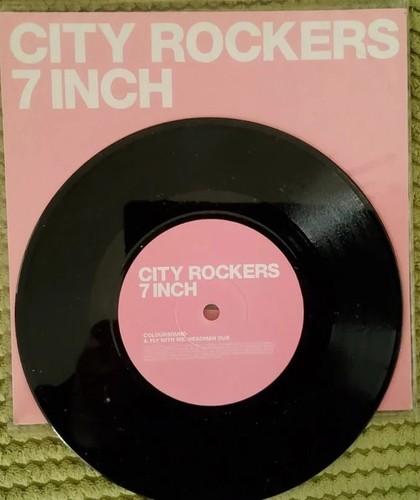 CITY ROCKERS
7 INCH
CITY ROCKERS
7 INCH
COLOURSOUND
A. FLY WITH ME (HEADMAN DUB